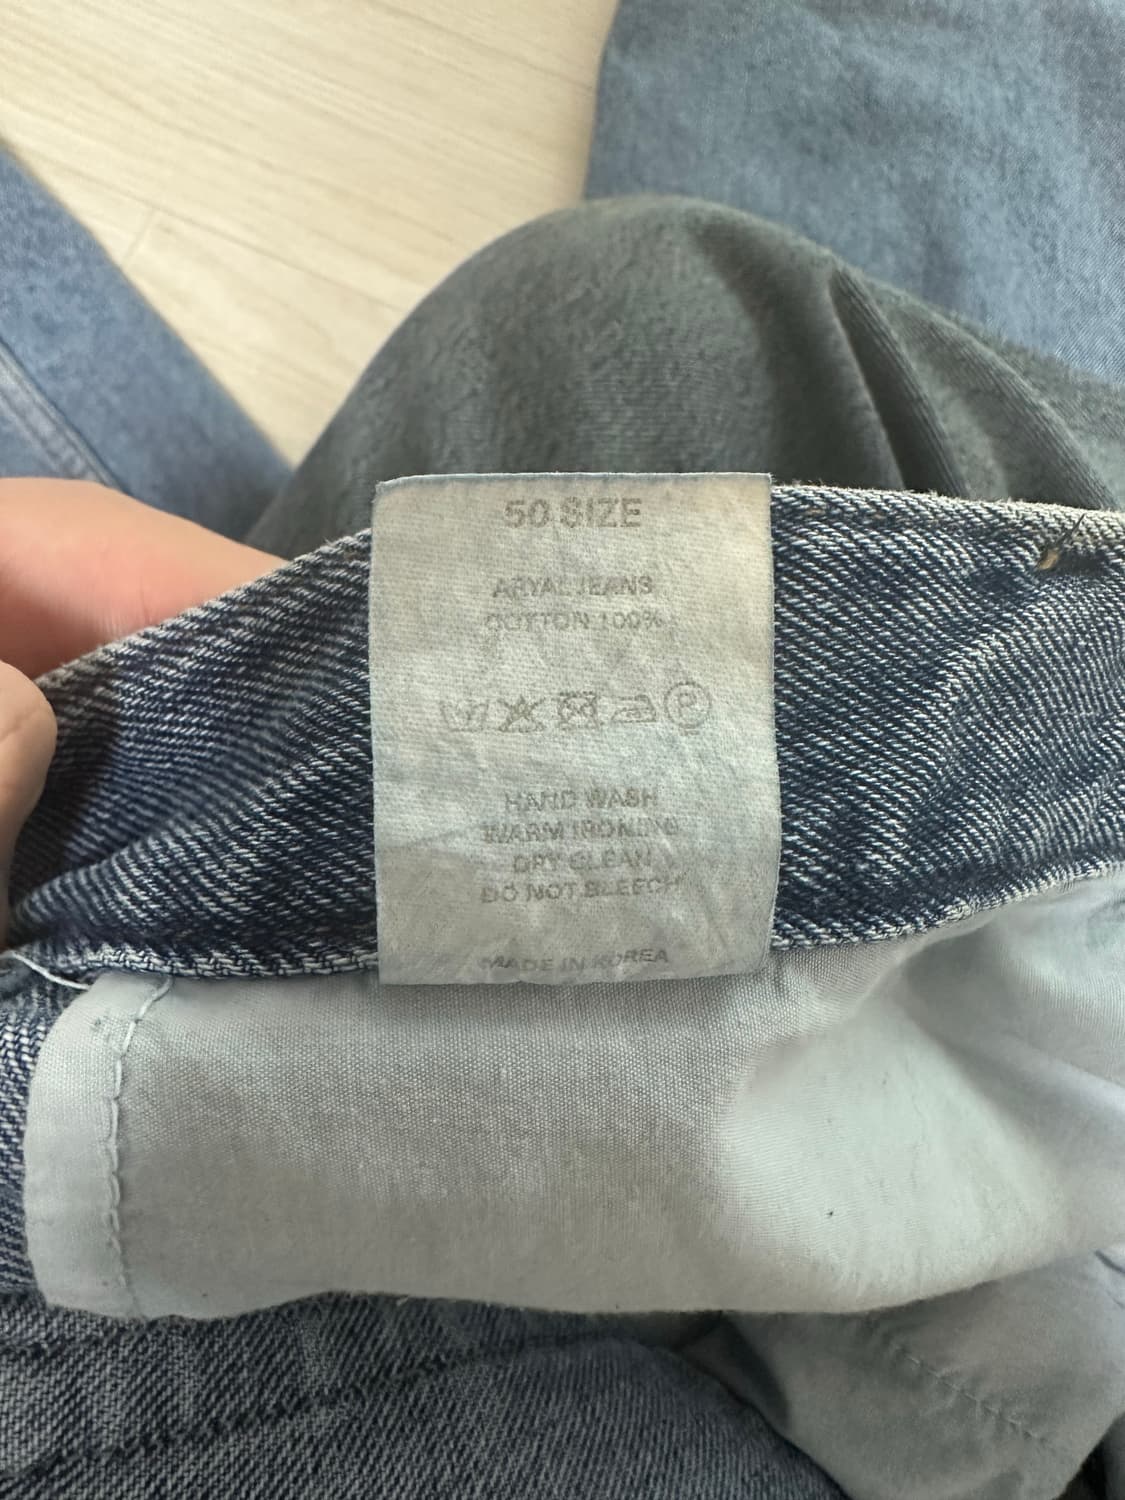 50 SIZE
ARYAL JEANS
COTTON 100%
HAND WASH
WARM IRONING
DRY CLEAN
DO NOT BLEECH
MADE IN KOREA